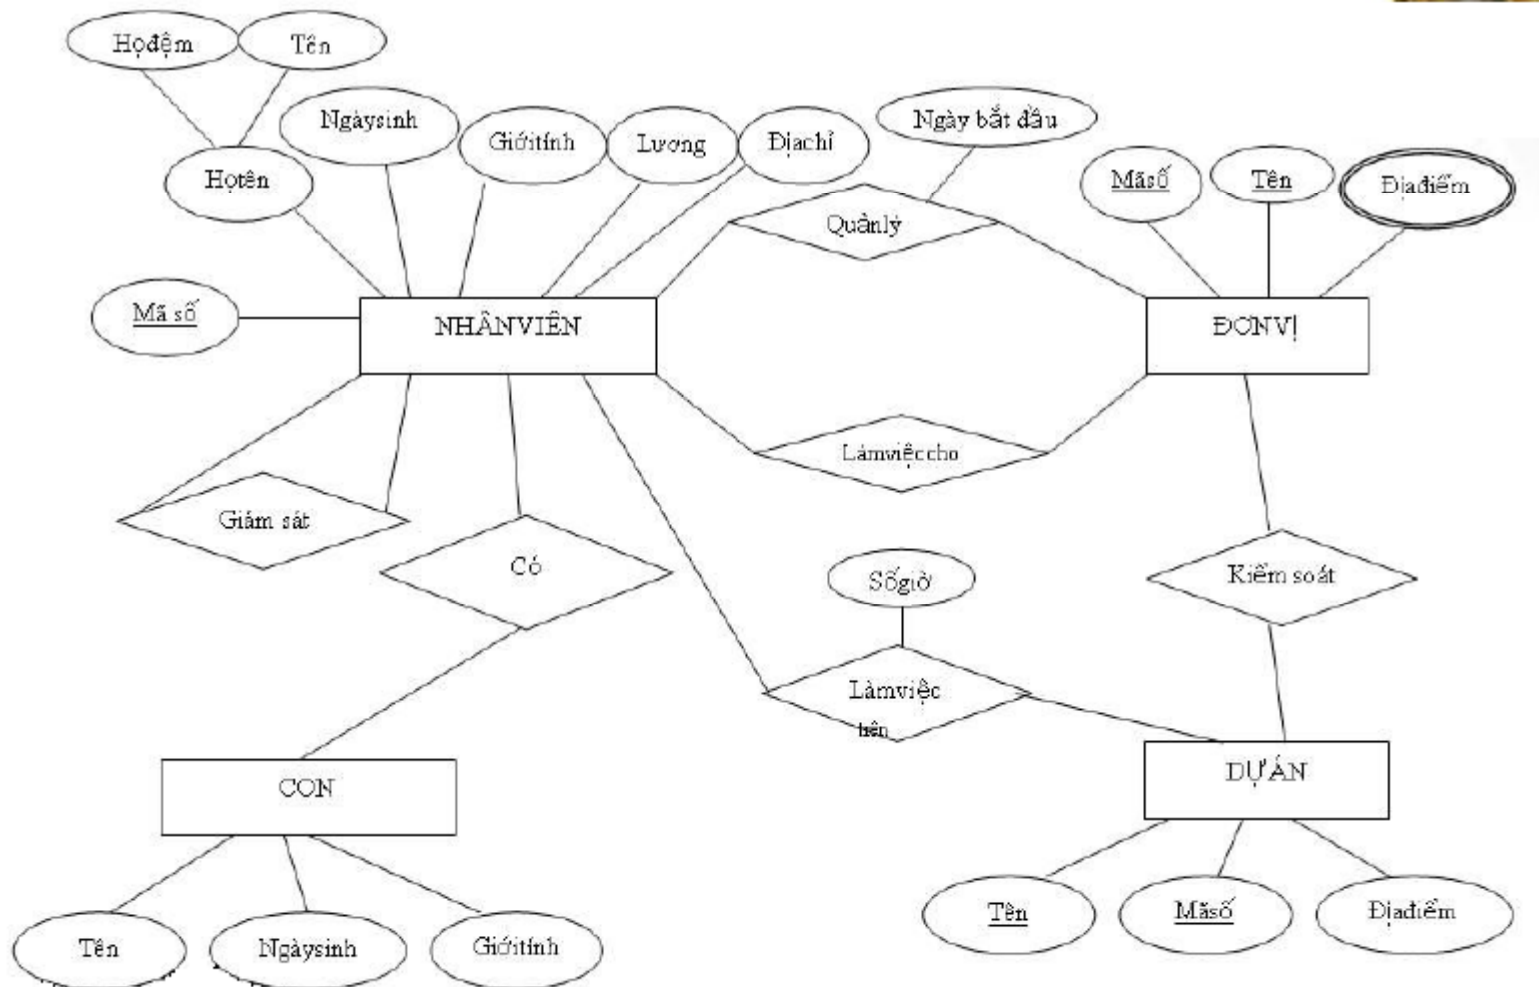 Họđệm
Tên
Ngàysinh
Giớitính
Lương
Địachỉ
Ngày bắt đầu
Họtên
Mãsố
Tên
Địađiểm
Quảnlý
Mã số
NHÂNVIÊN
ĐƠNVỊ
Làmviệccho
Giám sát
Có
Sốgiờ
Kiểm soát
Làmviệc
trên
CON
DỰÁN
Tên
Ngàysinh
Giớitính
Tên
Mãsố
Địađiểm